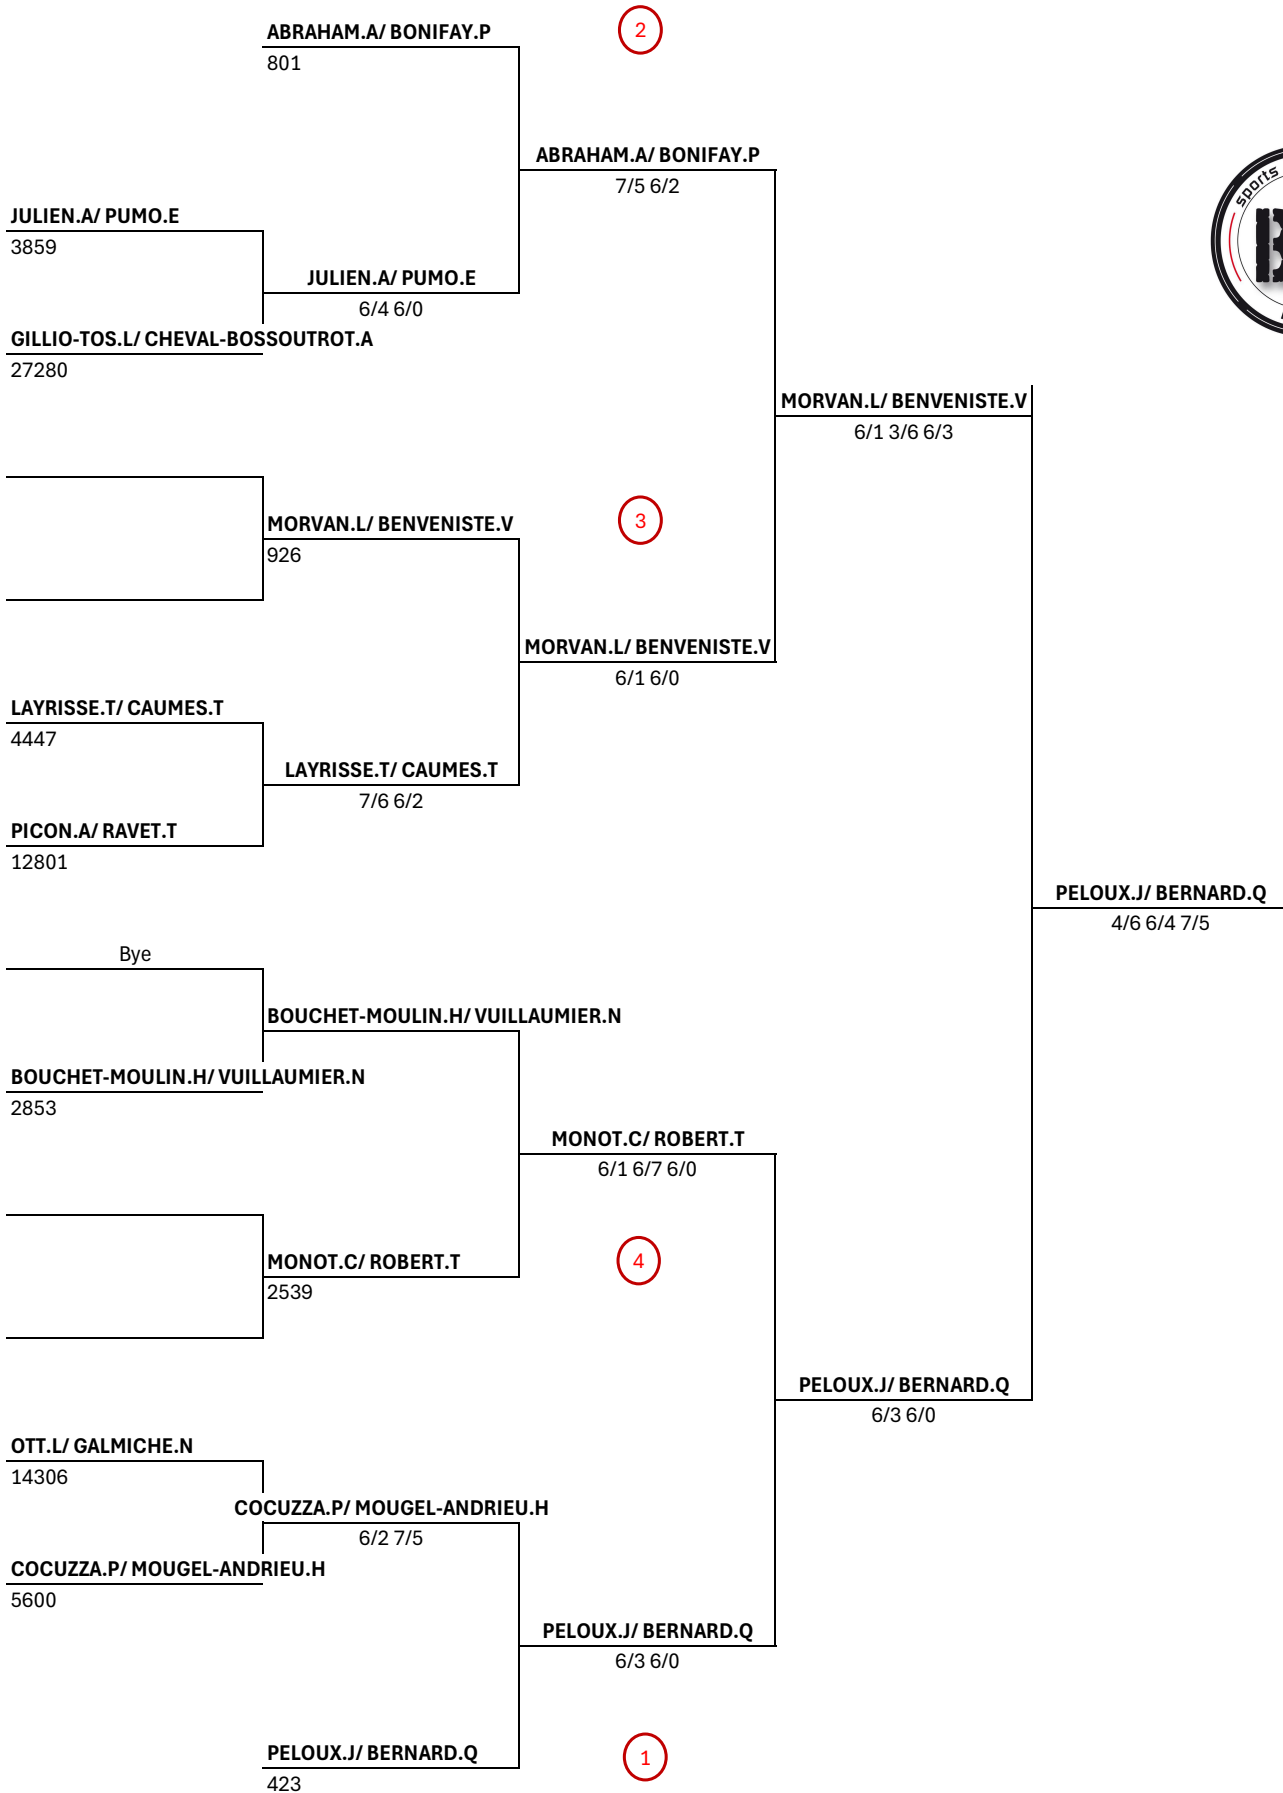 ABRAHAM.A/ BONIFAY.P
2
801
ABRAHAM.A/ BONIFAY.P
7/5 6/2
sports
JULIEN.A/ PUMO.E
3859
JULIEN.A/ PUMO.E
6/4 6/0
GILLIO-TOS.L/ CHEVAL-BOSSOUTROT.A
27280
MORVAN.L/ BENVENISTE.V
6/1 3/6 6/3
MORVAN.L/ BENVENISTE.V
3
926
MORVAN.L/ BENVENISTE.V
6/1 6/0
LAYRISSE.T/ CAUMES.T
4447
LAYRISSE.T/ CAUMES.T
7/6 6/2
PICON.A/ RAVET.T
12801
PELOUX.J/ BERNARD.Q
4/6 6/4 7/5
Bye
BOUCHET-MOULIN.H/ VUILLAUMIER.N
BOUCHET-MOULIN.H/ VUILLAUMIER.N
2853
MONOT.C/ ROBERT.T
6/1 6/7 6/0
MONOT.C/ ROBERT.T
4
2539
PELOUX.J/ BERNARD.Q
6/3 6/0
OTT.L/ GALMICHE.N
14306
COCUZZA.P/ MOUGEL-ANDRIEU.H
6/2 7/5
COCUZZA.P/ MOUGEL-ANDRIEU.H
5600
PELOUX.J/ BERNARD.Q
6/3 6/0
PELOUX.J/ BERNARD.Q
1
423